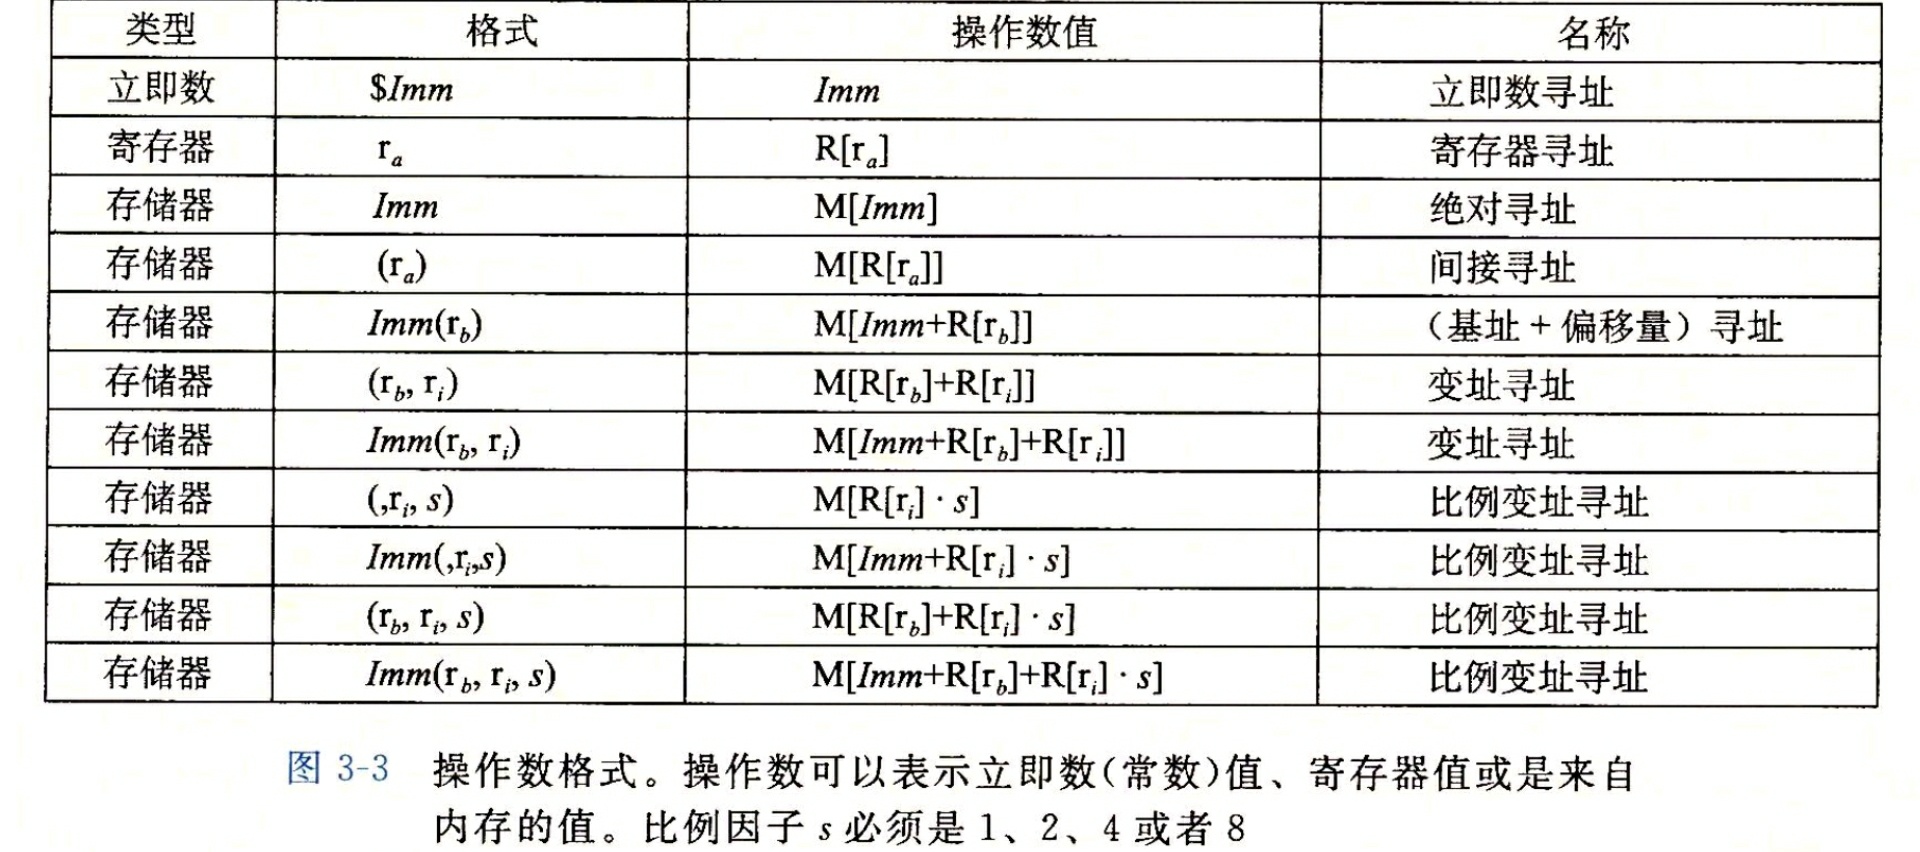 类型 格式 操作数值 名称
立即数 $Imm Imm 立即数寻址
寄存器 rₐ R[rₐ] 寄存器寻址
存储器 Imm M[Imm] 绝对寻址
存储器 (rₐ) M[R[rₐ]] 间接寻址
存储器 Imm(r_b) M[Imm+R[r_b]] （基址+偏移量）寻址
存储器 (r_b, r_i) M[R[r_b]+R[r_i]] 变址寻址
存储器 Imm(r_b, r_i) M[Imm+R[r_b]+R[r_i]] 变址寻址
存储器 (,r_i, s) M[R[r_i]·s] 比例变址寻址
存储器 Imm(,r_i,s) M[Imm+R[r_i]·s] 比例变址寻址
存储器 (r_b, r_i, s) M[R[r_b]+R[r_i]·s] 比例变址寻址
存储器 Imm(r_b, r_i, s) M[Imm+R[r_b]+R[r_i]·s] 比例变址寻址
图 3-3 操作数格式。操作数可以表示立即数(常数)值、寄存器值或是来自
内存的值。比例因子 s 必须是 1、2、4 或者 8